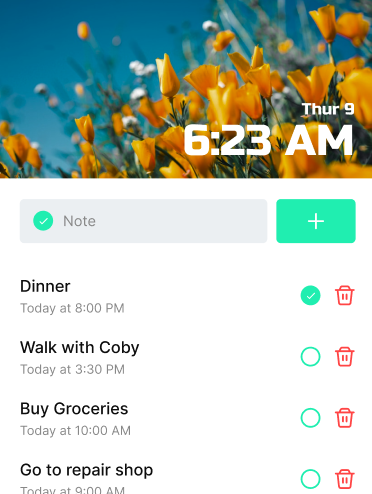 Thur 9
6:23 AM
Note
Dinner
Today at 8:00 PM
Walk with Coby
Today at 3:30 PM
Buy Groceries
Today at 10:00 AM
Go to repair shop
Today at 9:00 AM